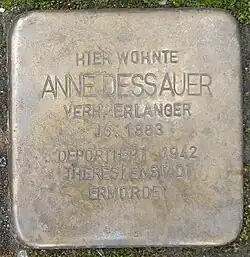 HIER WOHNTE
ANNE DESSAUER
VERH. ERLANGER
JG. 1883
DEPORTIERT 1942
THERESIENSTADT
ERMORDET